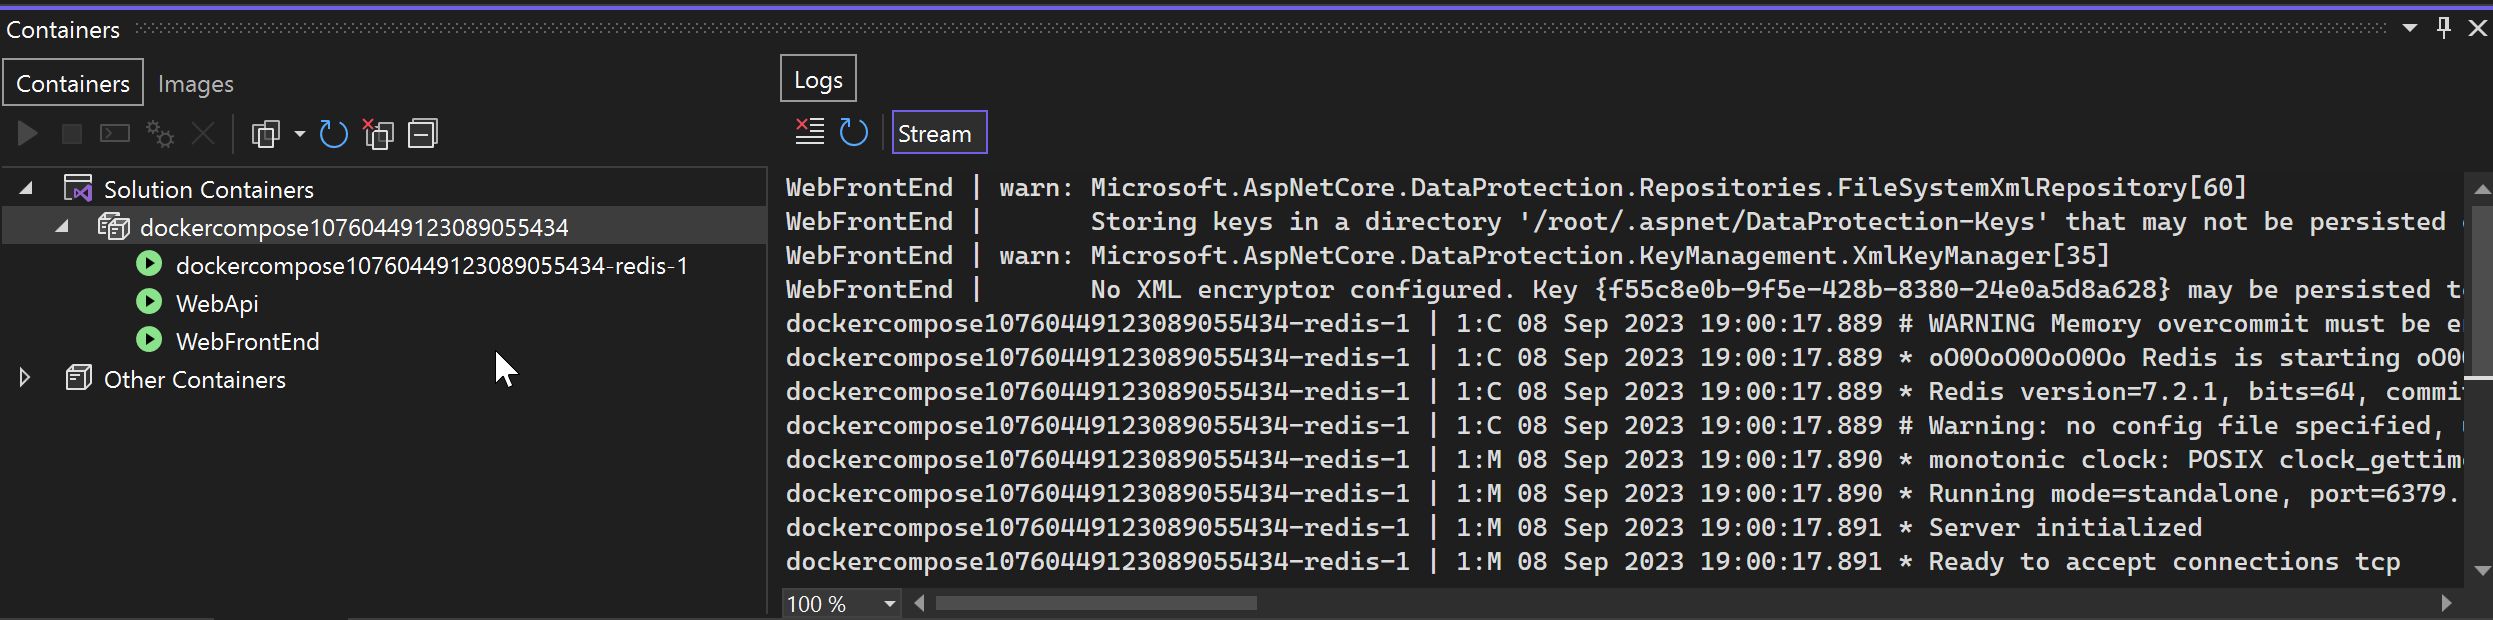 Containers
Containers Images
Solution Containers
dockercompose10760449123089055434
dockercompose10760449123089055434-redis-1
WebApi
WebFrontEnd
Other Containers
Logs
Stream
WebFrontEnd | warn: Microsoft.AspNetCore.DataProtection.Repositories.FileSystemXmlRepository[60]
WebFrontEnd |       Storing keys in a directory '/root/.aspnet/DataProtection-Keys' that may not be persisted
WebFrontEnd | warn: Microsoft.AspNetCore.DataProtection.KeyManagement.XmlKeyManager[35]
WebFrontEnd |       No XML encryptor configured. Key {f55c8e0b-9f5e-428b-8380-24e0a5d8a628} may be persisted
dockercompose10760449123089055434-redis-1 | 1:C 08 Sep 2023 19:00:17.889 # WARNING Memory overcommit must be
dockercompose10760449123089055434-redis-1 | 1:C 08 Sep 2023 19:00:17.889 * oO0OoO0OoO0Oo Redis is starting
dockercompose10760449123089055434-redis-1 | 1:C 08 Sep 2023 19:00:17.889 * Redis version=7.2.1, bits=64,
dockercompose10760449123089055434-redis-1 | 1:C 08 Sep 2023 19:00:17.889 # Warning: no config file specified,
dockercompose10760449123089055434-redis-1 | 1:M 08 Sep 2023 19:00:17.890 * monotonic clock: POSIX
dockercompose10760449123089055434-redis-1 | 1:M 08 Sep 2023 19:00:17.890 * Running mode=standalone, port=6379.
dockercompose10760449123089055434-redis-1 | 1:M 08 Sep 2023 19:00:17.891 * Server initialized
dockercompose10760449123089055434-redis-1 | 1:M 08 Sep 2023 19:00:17.891 * Ready to accept connections tcp
100 %